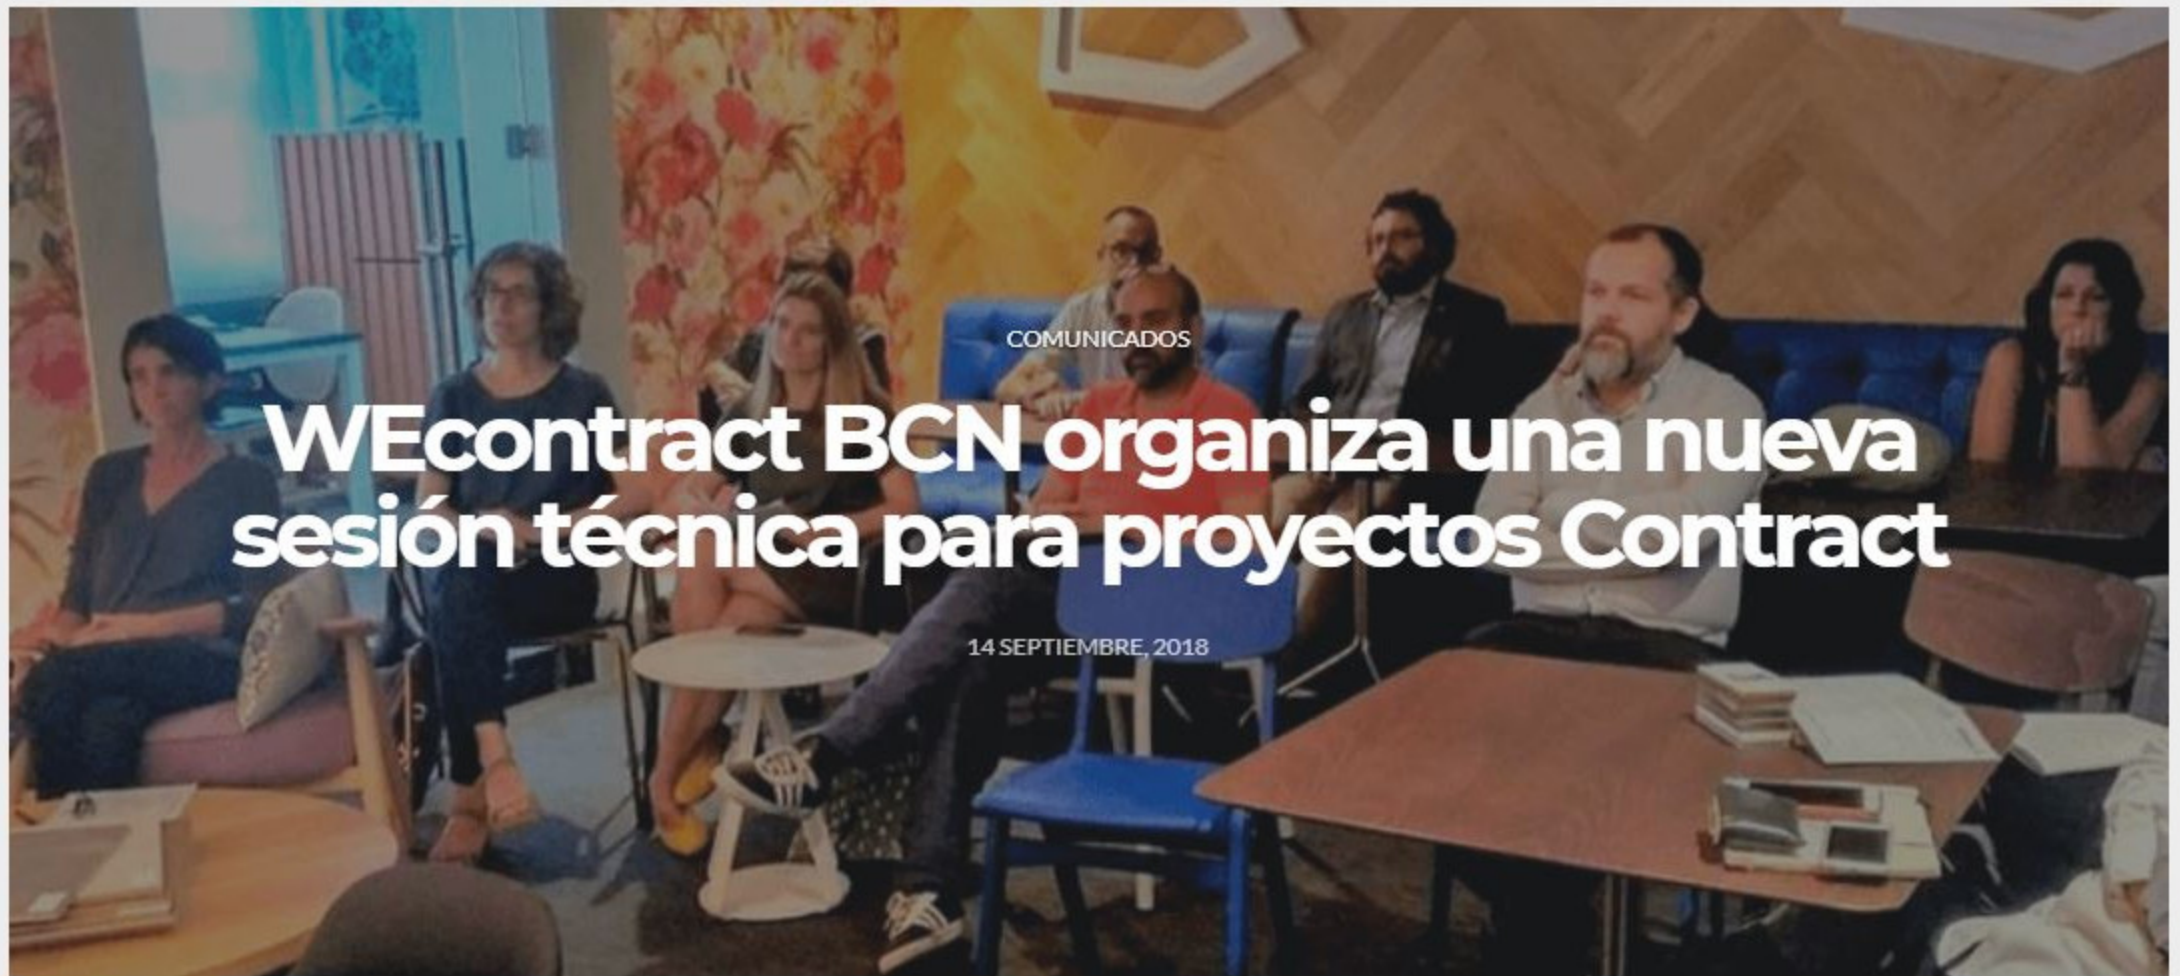 COMUNICADOS
WEcontract BCN organiza una nueva
sesión técnica para proyectos Contract
14 SEPTIEMBRE, 2018